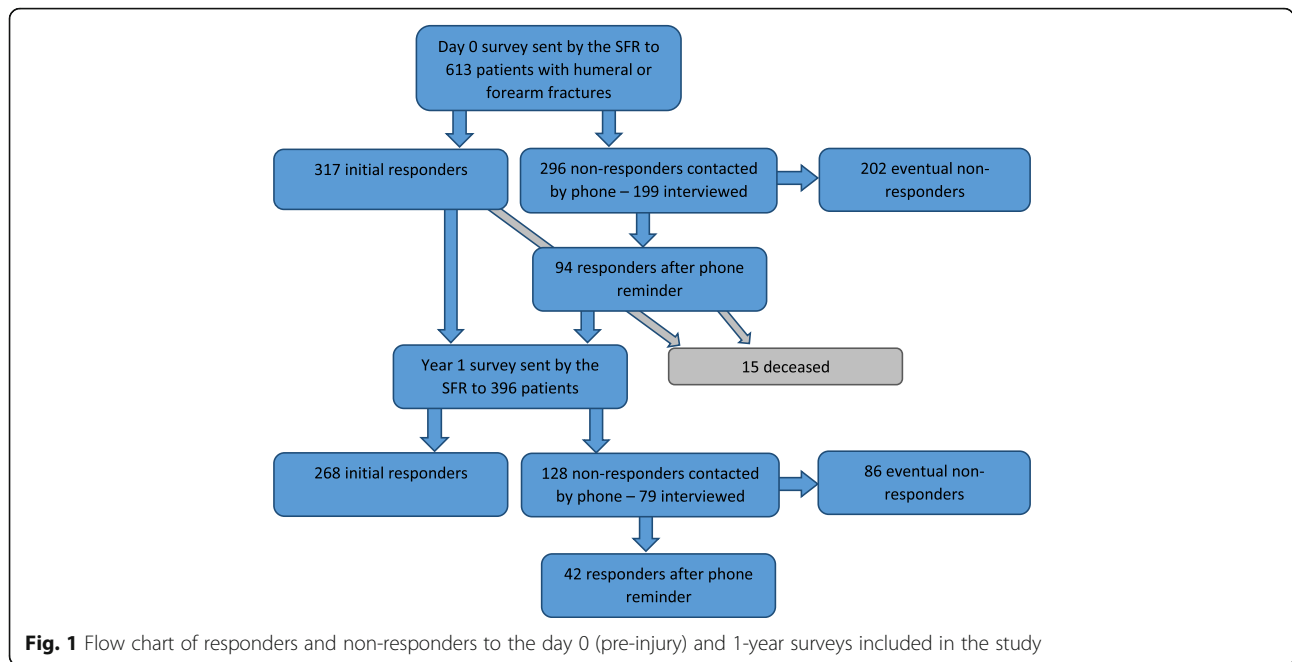 Day 0 survey sent by the SFR to
613 patients with humeral or
forearm fractures
317 initial responders
296 non-responders contacted
by phone – 199 interviewed
202 eventual non-
responders
94 responders after phone
reminder
15 deceased
Year 1 survey sent by the
SFR to 396 patients
268 initial responders
128 non-responders contacted
by phone – 79 interviewed
86 eventual non-
responders
42 responders after phone
reminder
Fig. 1 Flow chart of responders and non-responders to the day 0 (pre-injury) and 1-year surveys included in the study